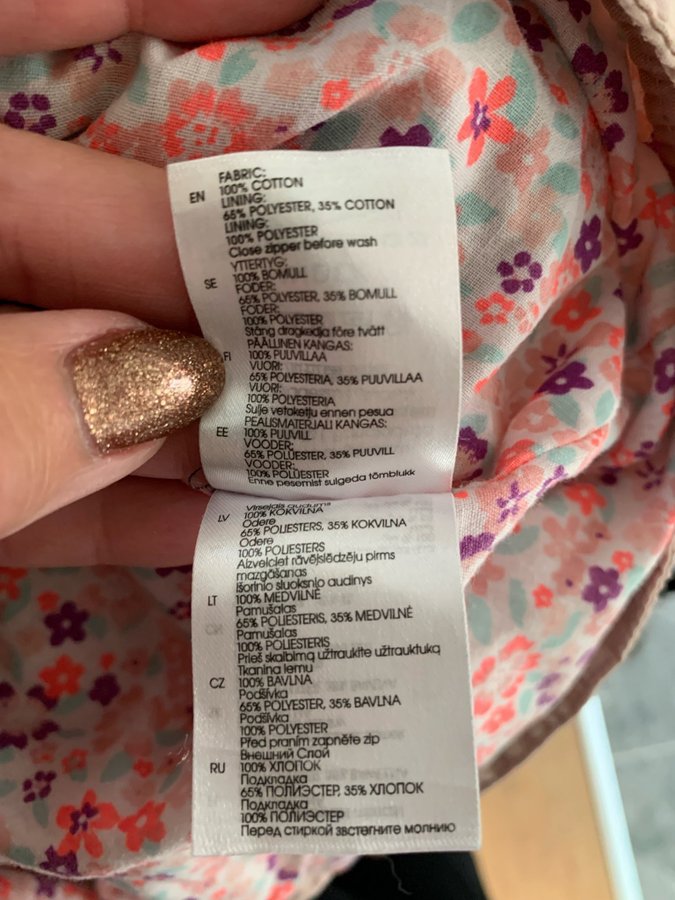 EN
FABRIC:
100% COTTON
LINING:
65% POLYESTER, 35% COTTON
LINING:
100% POLYESTER
Close zipper before wash
SE
YTTERTYG:
100% BOMULL
FODER:
65% POLYESTER, 35% BOMULL
FODER:
100% POLYESTER
Stäng dragkedja före tvätt
FI
PÄÄLLINEN KANGAS:
100% PUUVILLAA
VUORI:
65% POLYESTERIA, 35% PUUVILLAA
VUORI:
100% POLYESTERIA
Sulje vetoketju ennen pesua
EE
PEALISMATERJALI KANGAS:
100% PUUVILL
VOODER:
65% POLÜESTER, 35% PUUVILL
VOODER:
100% POLÜESTER
Enne pesemist sulgeda tõmblukk
LV
Virsējais audums
100% KOKVILNA
Odere
65% POLIESTERS, 35% KOKVILNA
Odere
100% POLIESTERS
Aizvelciet rāvējslēdzēju pirms
mazgāšanas
LT
Išorinio sluoksnio audinys
100% MEDVILNĖ
Pamušalas
65% POLIESTERIS, 35% MEDVILNĖ
Pamušalas
100% POLIESTERIS
Prieš skalbimą užtraukite užtrauktuką
CZ
Tkanina lemu
100% BAVLNA
Podšívka
65% POLYESTER, 35% BAVLNA
Podšívka
100% POLYESTER
Před praním zapněte zip
RU
Внешний Слой
100% ХЛОПОК
Подкладка
65% ПОЛИЭСТЕР, 35% ХЛОПОК
Подкладка
100% ПОЛИЭСТЕР
Перед стиркой звстегните молнию